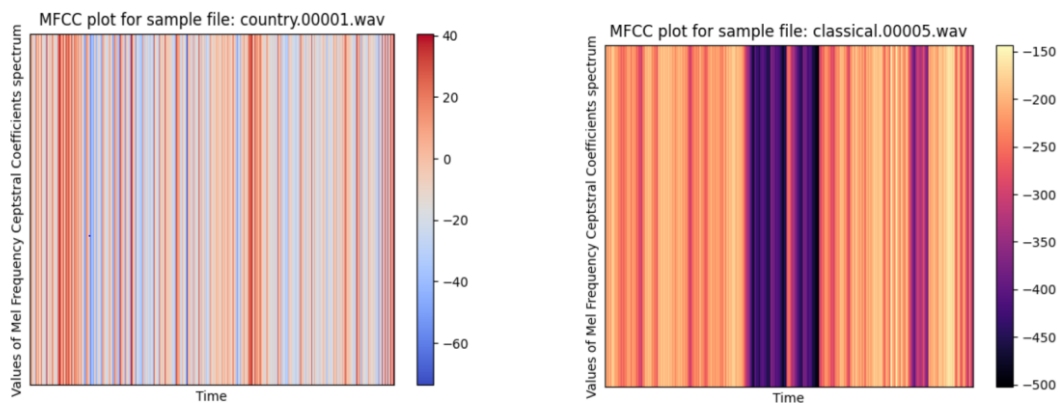 MFCC plot for sample file: country.00001.wav
Values of Mel Frequency Ceptstral Coefficients spectrum
Time
40
20
0
−20
−40
−60
MFCC plot for sample file: classical.00005.wav
Values of Mel Frequency Ceptstral Coefficients spectrum
Time
−150
−200
−250
−300
−350
−400
−450
−500